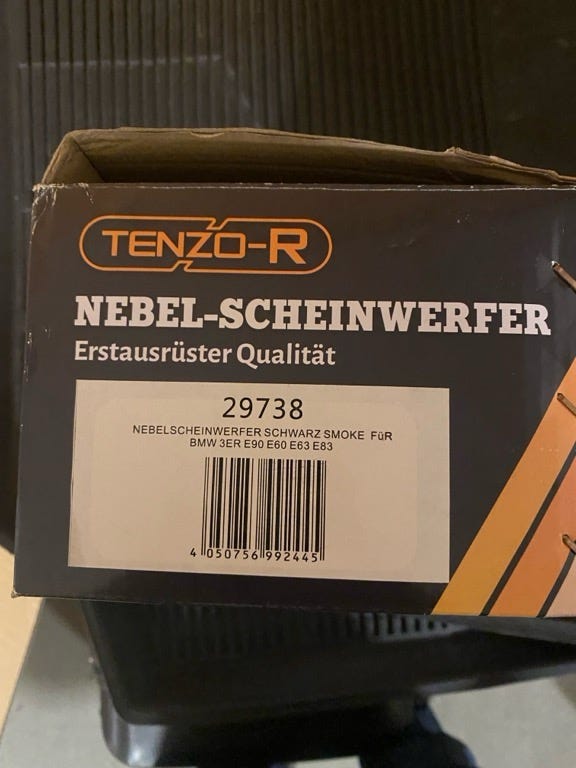 TENZO-R
NEBEL-SCHEINWERFER
Erstausrüster Qualität
29738
NEBELSCHEINWERFER SCHWARZ SMOKE FüR
BMW 3ER E90 E60 E63 E83
4 050756 992445